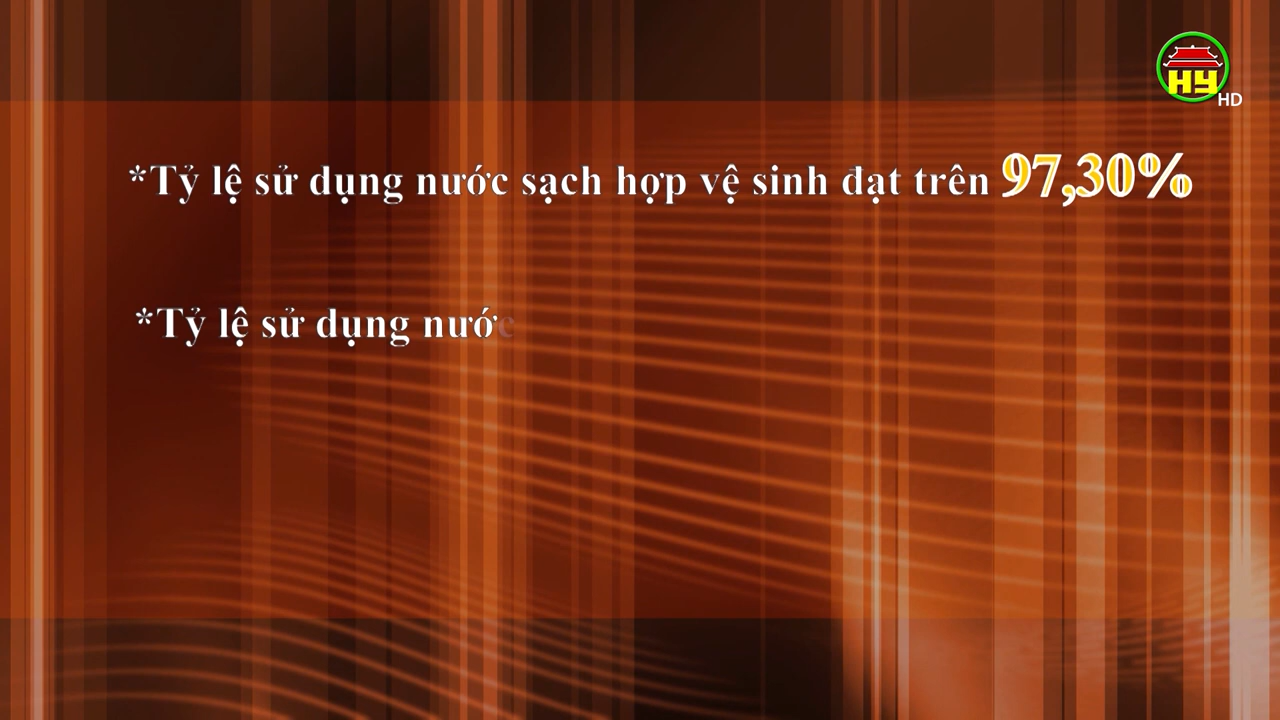 HY
HD
*Tỷ lệ sử dụng nước sạch hợp vệ sinh đạt trên 97,30%
*Tỷ lệ sử dụng nước